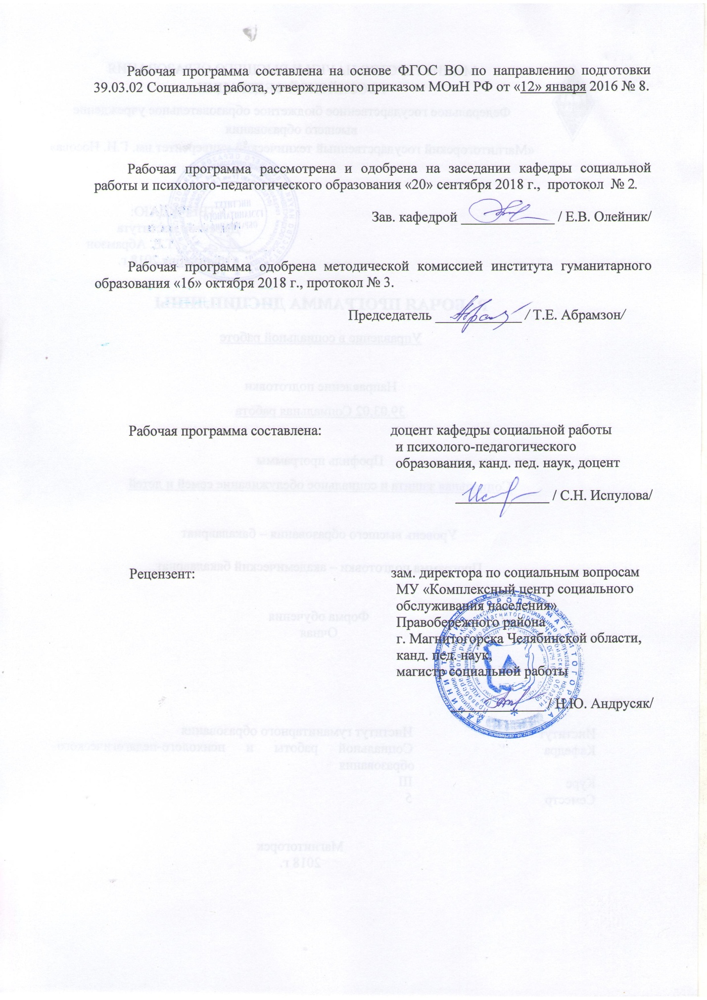 Рабочая программа составлена на основе ФГОС ВО по направлению подготовки
39.03.02 Социальная работа, утвержденного приказом МОиН РФ от «12» января 2016 № 8.
Рабочая программа рассмотрена и одобрена на заседании кафедры социальной
работы и психолого-педагогического образования «20» сентября 2018 г., протокол № 2.
Зав. кафедрой _____________ / Е.В. Олейник/
Рабочая программа одобрена методической комиссией института гуманитарного
образования «16» октября 2018 г., протокол № 3.
Председатель ____________ / Т.Е. Абрамзон/
Рабочая программа составлена: доцент кафедры социальной работы
и психолого-педагогического
образования, канд. пед. наук, доцент
_____________ / С.Н. Испулова/
Рецензент: зам. директора по социальным вопросам
МУ «Комплексный центр социального
обслуживания населения»
Правобережного района
г. Магнитогорска Челябинской области,
канд. пед. наук,
магистр социальной работы
_____________ / Н.Ю. Андрусяк/
АДМИНИСТРАЦИЯ ГОРОДА МАГНИТОГОРСКА